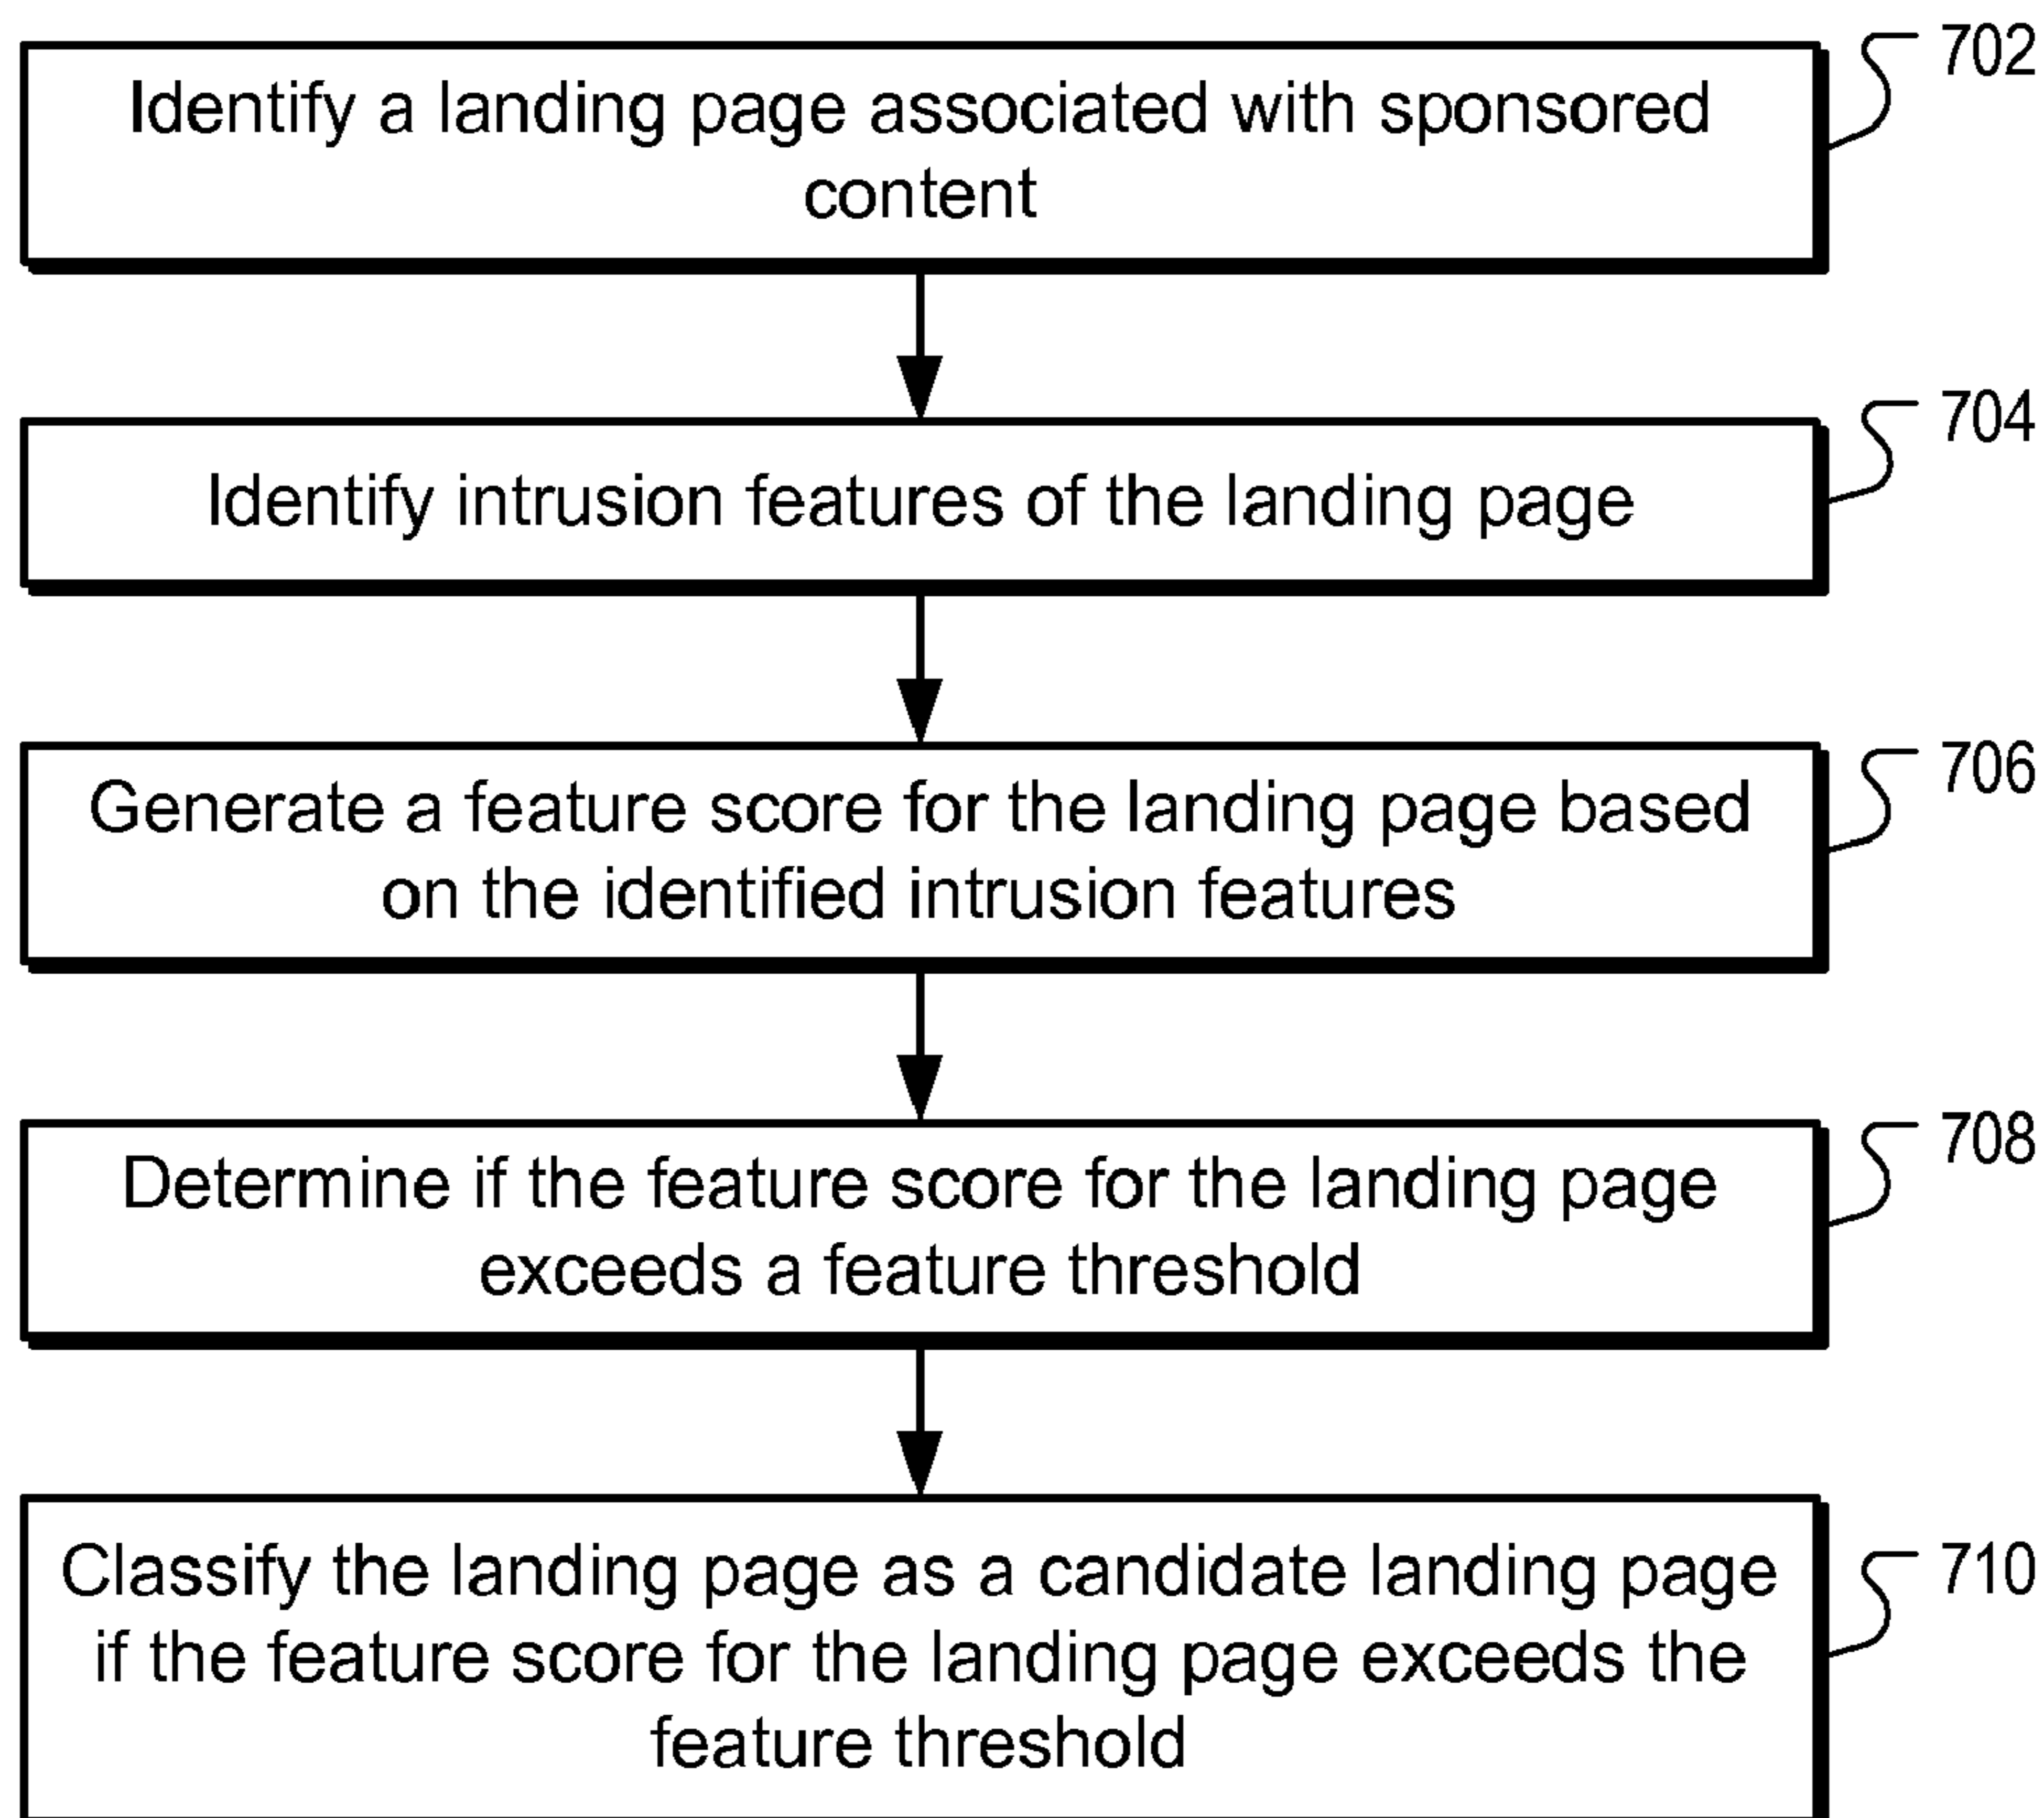 702
Identify a landing page associated with sponsored
content
704
Identify intrusion features of the landing page
706
Generate a feature score for the landing page based
on the identified intrusion features
708
Determine if the feature score for the landing page
exceeds a feature threshold
710
Classify the landing page as a candidate landing page
if the feature score for the landing page exceeds the
feature threshold